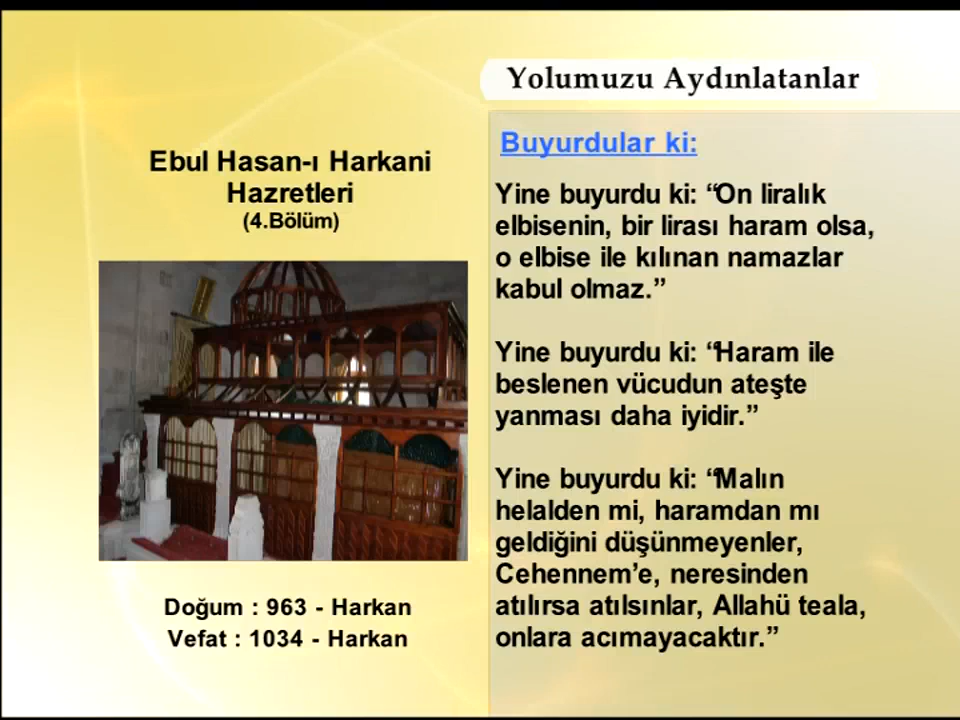 Yolumuzu Aydınlatanlar
Ebul Hasan-ı Harkani
Hazretleri
(4.Bölüm)
Doğum : 963 - Harkan
Vefat : 1034 - Harkan
Buyurdular ki:
Yine buyurdu ki: “On liralık
elbisenin, bir lirası haram olsa,
o elbise ile kılınan namazlar
kabul olmaz.”
Yine buyurdu ki: “Haram ile
beslenen vücudun ateşte
yanması daha iyidir.”
Yine buyurdu ki: “Malın
helalden mi, haramdan mı
geldiğini düşünmeyenler,
Cehennem’e, neresinden
atılırsa atılsınlar, Allahü teala,
onlara acımayacaktır.”